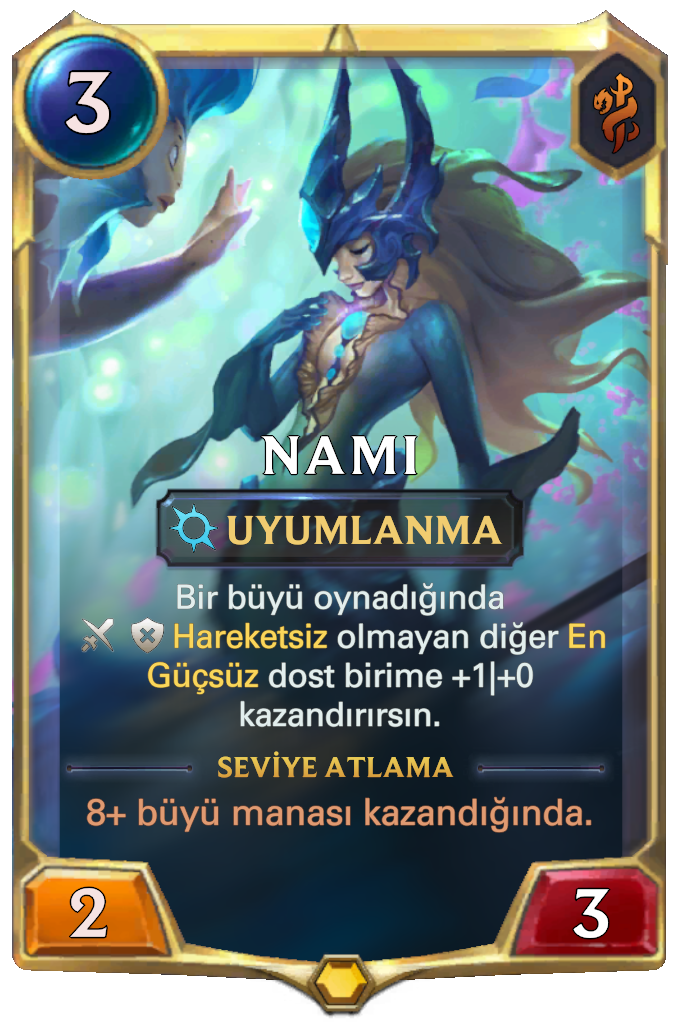 3
NAMI
UYUMLANMA
Bir büyü oynadığında
Hareketsiz olmayan diğer En
Güçsüz dost birime +1|+0
kazandırırsın.
SEVİYE ATLAMA
8+ büyü manası kazandığında.
2
3